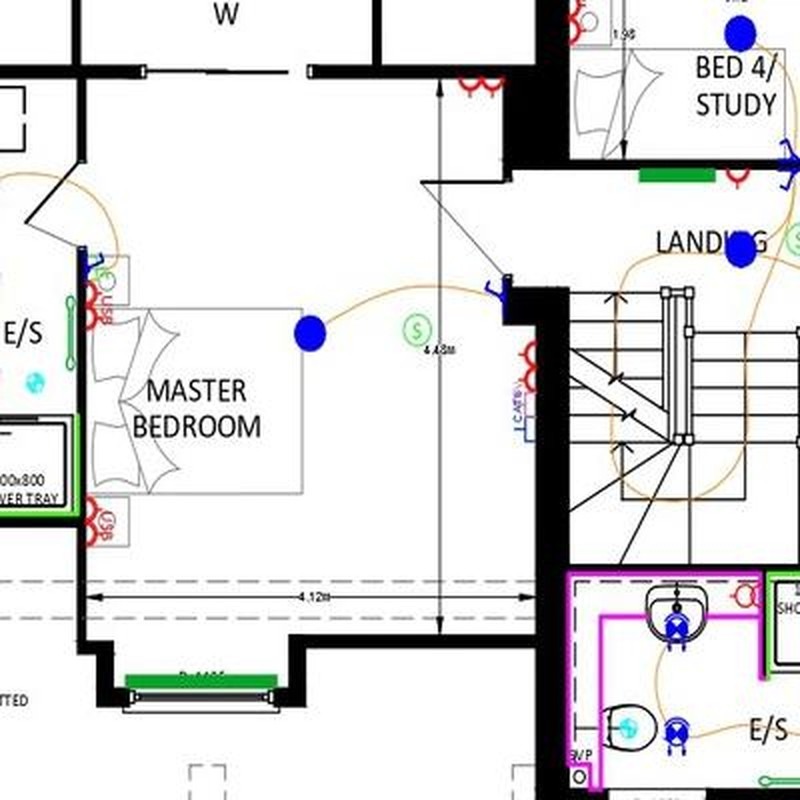 W
BED 4/
STUDY
1.98
LANDING
S
S
E/S
USB
4.48m
MASTER
BEDROOM
CAT6
00x800
VER TRAY
USB
4.12m
SHO
TTED
E/S
SVP